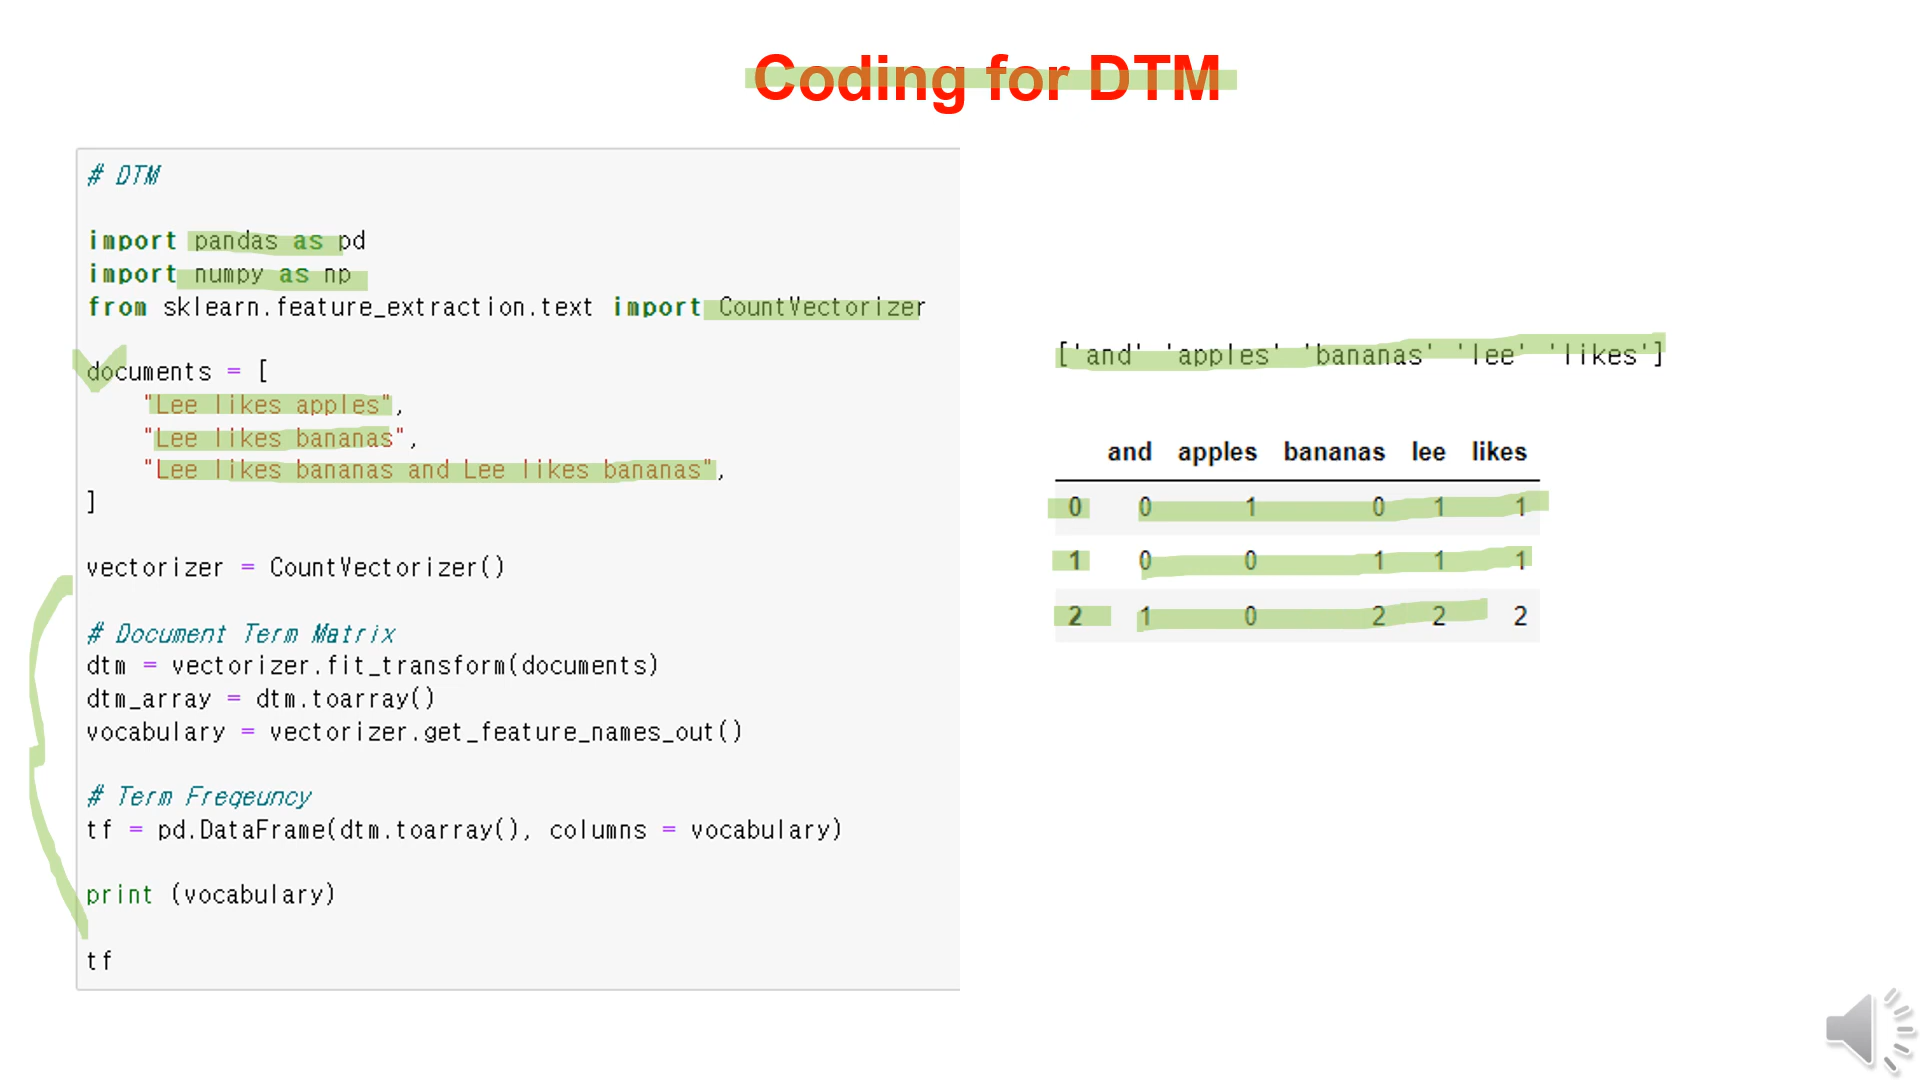 Coding for DTM
# DTM
import pandas as pd
import numpy as np
from sklearn.feature_extraction.text import CountVectorizer
documents = [
"Lee likes apples",
"Lee likes bananas",
"Lee likes bananas and Lee likes bananas",
]
vectorizer = CountVectorizer()
# Document Term Matrix
dtm = vectorizer.fit_transform(documents)
dtm_array = dtm.toarray()
vocabulary = vectorizer.get_feature_names_out()
# Term Freqeuncy
tf = pd.DataFrame(dtm.toarray(), columns = vocabulary)
print (vocabulary)
tf
['and' 'apples' 'bananas' 'lee' 'likes']
and apples bananas lee likes
0 0 1 0 1 1
1 0 0 1 1 1
2 1 0 2 2 2